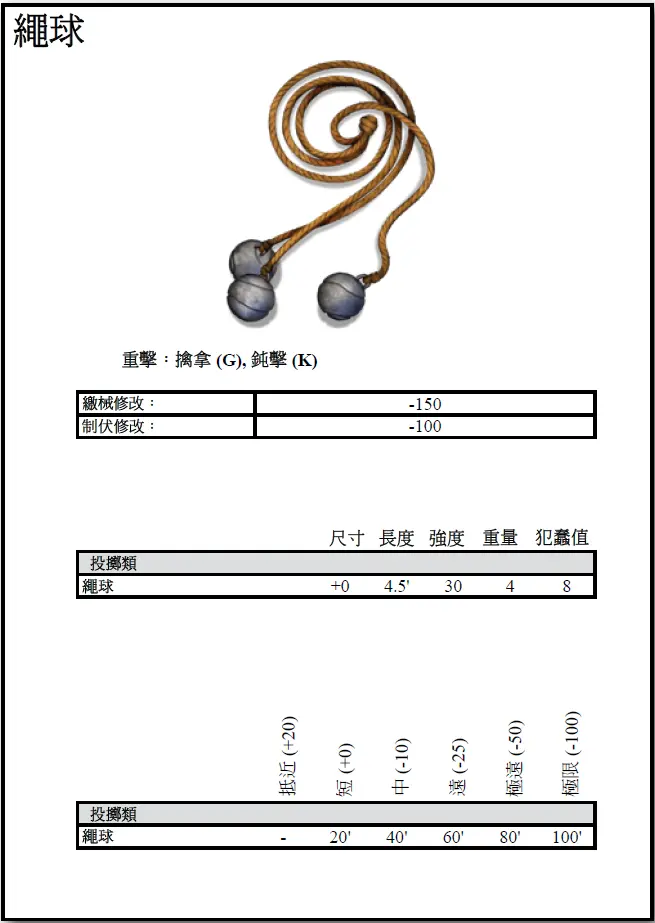 繩球
重擊：擒拿 (G), 鈍擊 (K)
繳械修改： -150
制伏修改： -100
尺寸 長度 強度 重量 犯蠢值
投擲類
繩球 +0 4.5' 30 4 8
抵近 (+20) 短 (+0) 中 (-10) 遠 (-25) 極遠 (-50) 極限 (-100)
投擲類
繩球 - 20' 40' 60' 80' 100'